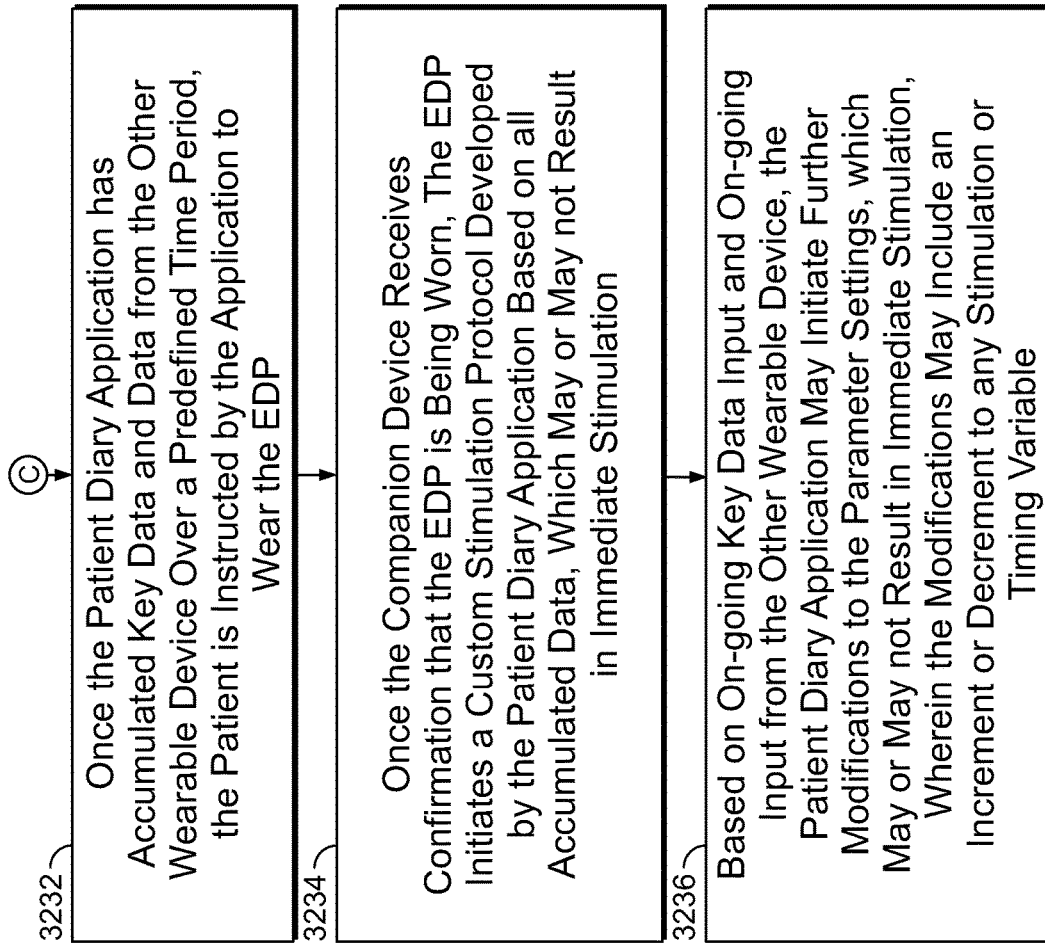 C
3232
Once the Patient Diary Application has
Accumulated Key Data and Data from the Other
Wearable Device Over a Predefined Time Period,
the Patient is Instructed by the Application to
Wear the EDP
3234
Once the Companion Device Receives
Confirmation that the EDP is Being Worn, The EDP
Initiates a Custom Stimulation Protocol Developed
by the Patient Diary Application Based on all
Accumulated Data, Which May or May not Result
in Immediate Stimulation
3236
Based on On-going Key Data Input and On-going
Input from the Other Wearable Device, the
Patient Diary Application May Initiate Further
Modifications to the Parameter Settings, which
May or May not Result in Immediate Stimulation,
Wherein the Modifications May Include an
Increment or Decrement to any Stimulation or
Timing Variable